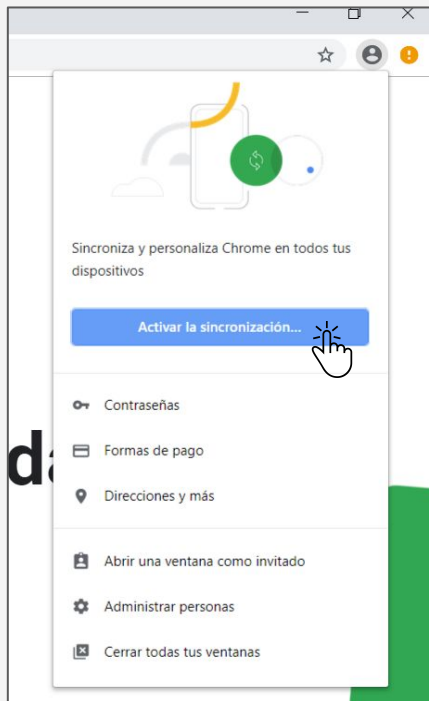 Sincroniza y personaliza Chrome en todos tus
dispositivos
Activar la sincronización...
Contraseñas
Formas de pago
da
Direcciones y más
Abrir una ventana como invitado
Administrar personas
Cerrar todas tus ventanas